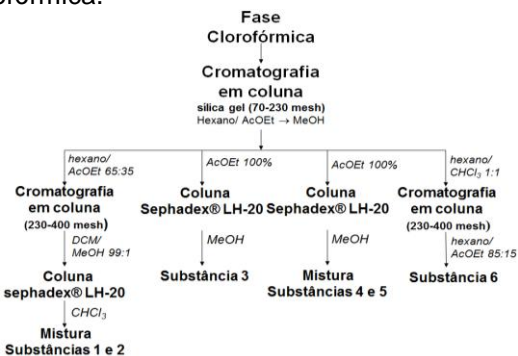 ofórmica.
Fase
Clorofórmica
Cromatografia
em coluna
silica gel (70-230 mesh)
Hexano/ AcOEt → MeOH
hexano/
AcOEt 65:35
Cromatografia
em coluna
(230-400 mesh)
DCM/
MeOH 99:1
Coluna
sephadex® LH-20
CHCl₃
Mistura
Substâncias 1 e 2
AcOEt 100%
Coluna
Sephadex® LH-20
MeOH
Substância 3
AcOEt 100%
Coluna
Sephadex® LH-20
MeOH
Mistura
Substâncias 4 e 5
hexano/
CHCl₃ 1:1
Cromatografia
em coluna
(230-400 mesh)
hexano/
AcOEt 85:15
Substância 6